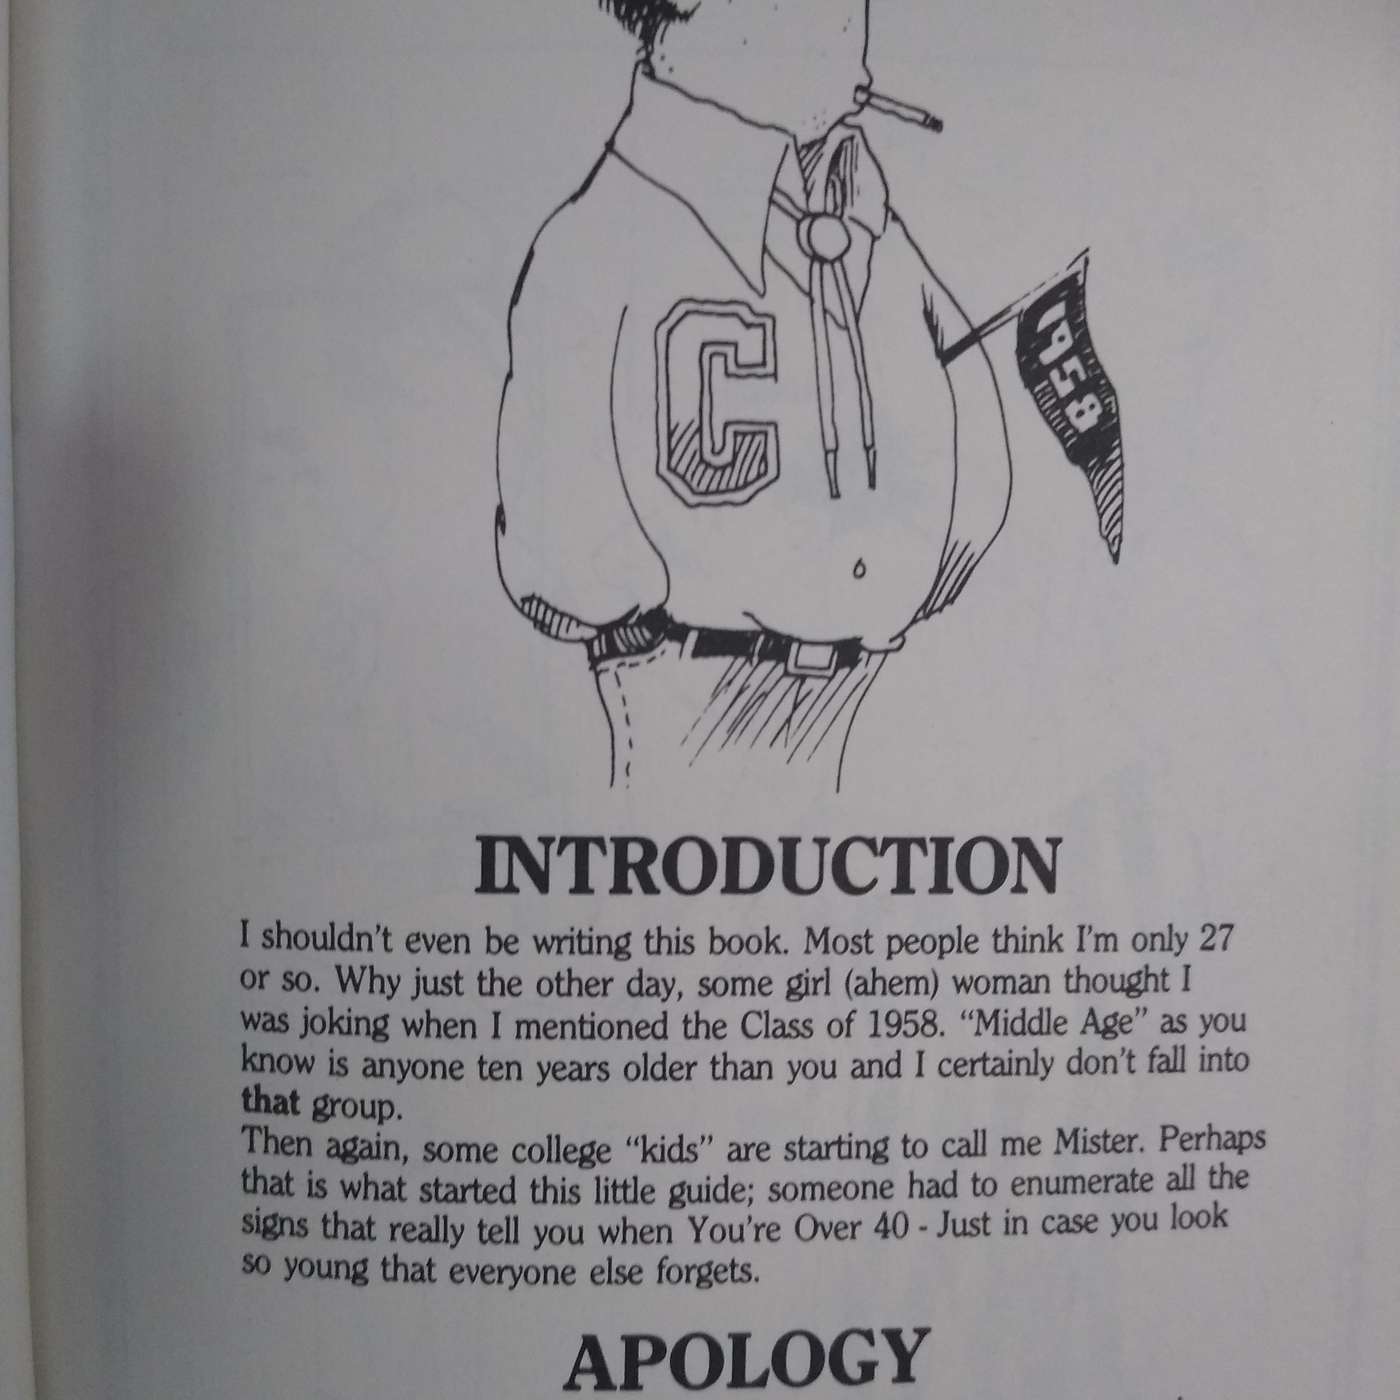 C
1958
INTRODUCTION
I shouldn't even be writing this book. Most people think I'm only 27
or so. Why just the other day, some girl (ahem) woman thought I
was joking when I mentioned the Class of 1958. “Middle Age” as you
know is anyone ten years older than you and I certainly don't fall into
that group.
Then again, some college “kids” are starting to call me Mister. Perhaps
that is what started this little guide; someone had to enumerate all the
signs that really tell you when You're Over 40 - Just in case you look
so young that everyone else forgets.
APOLOGY